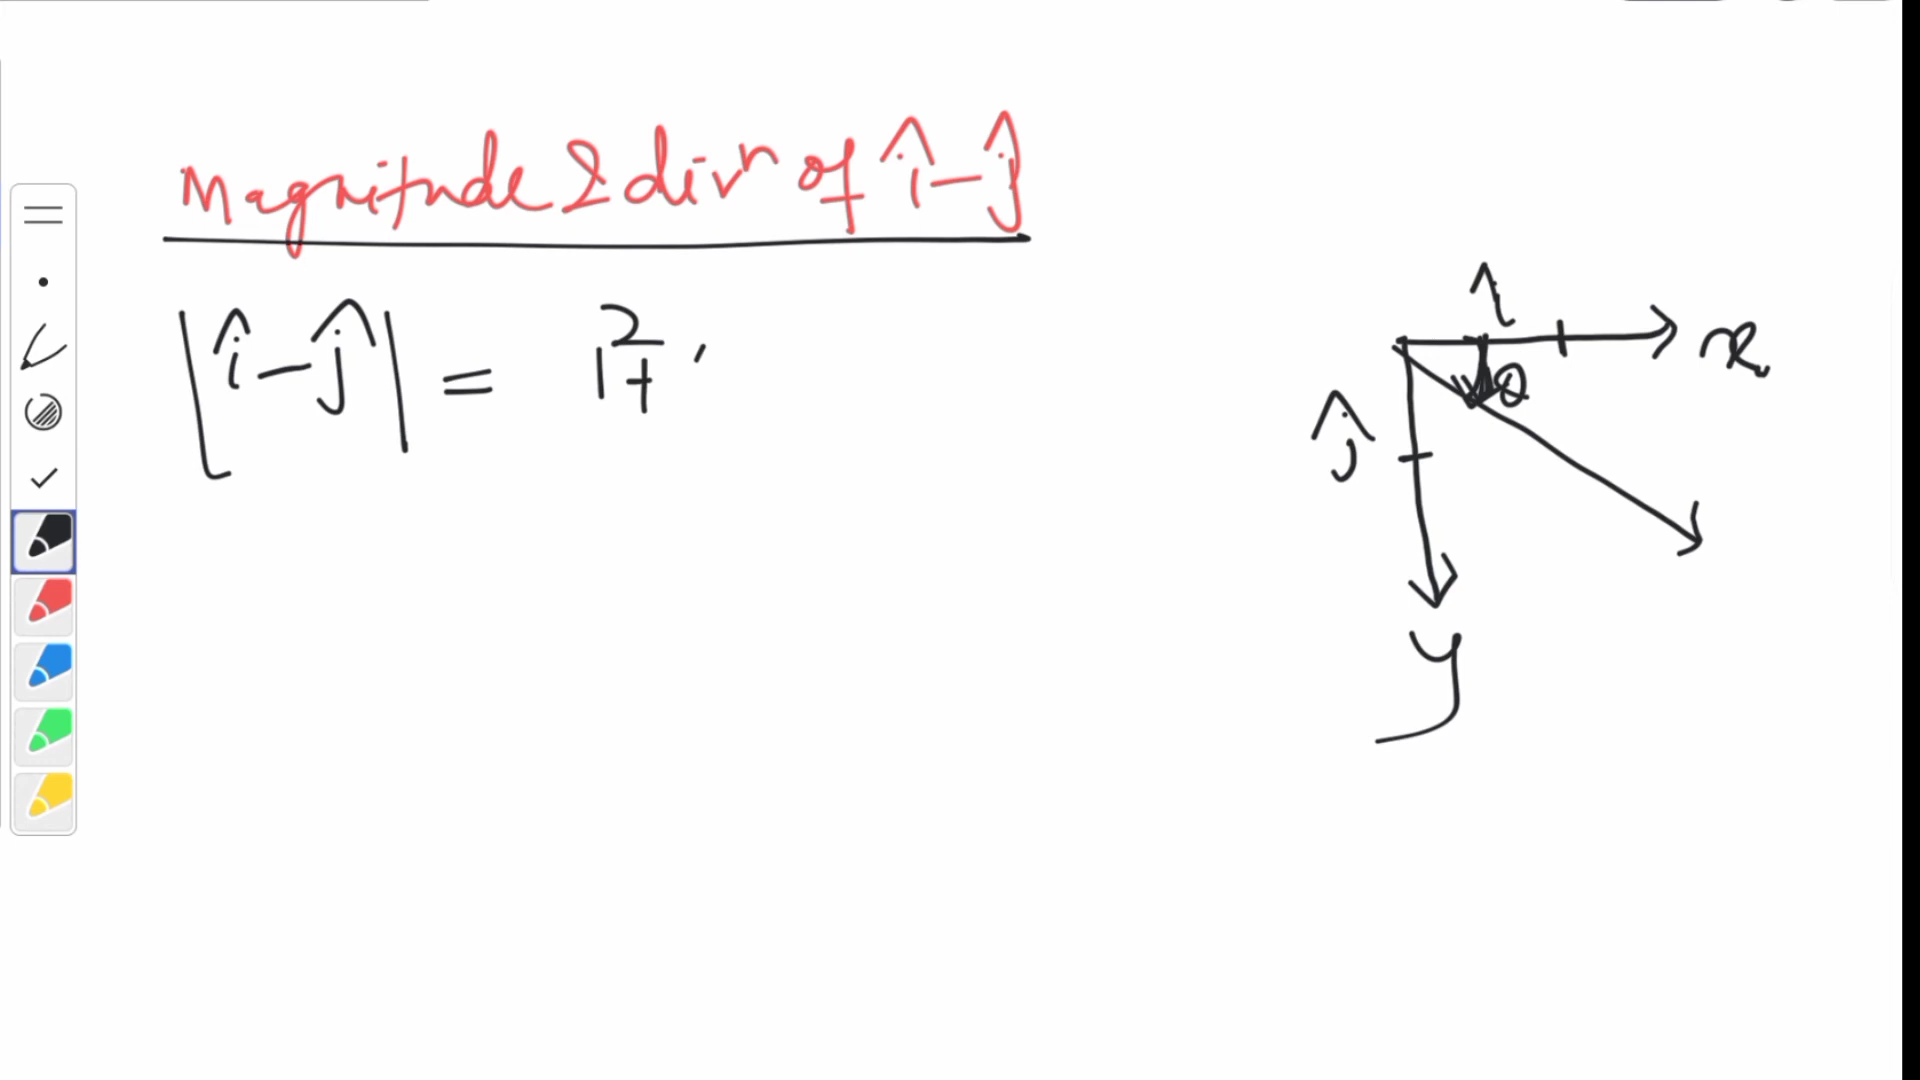 Magnitude & dirⁿ of î - ĵ
|î - ĵ| = 1² +
î
x
θ
ĵ
y